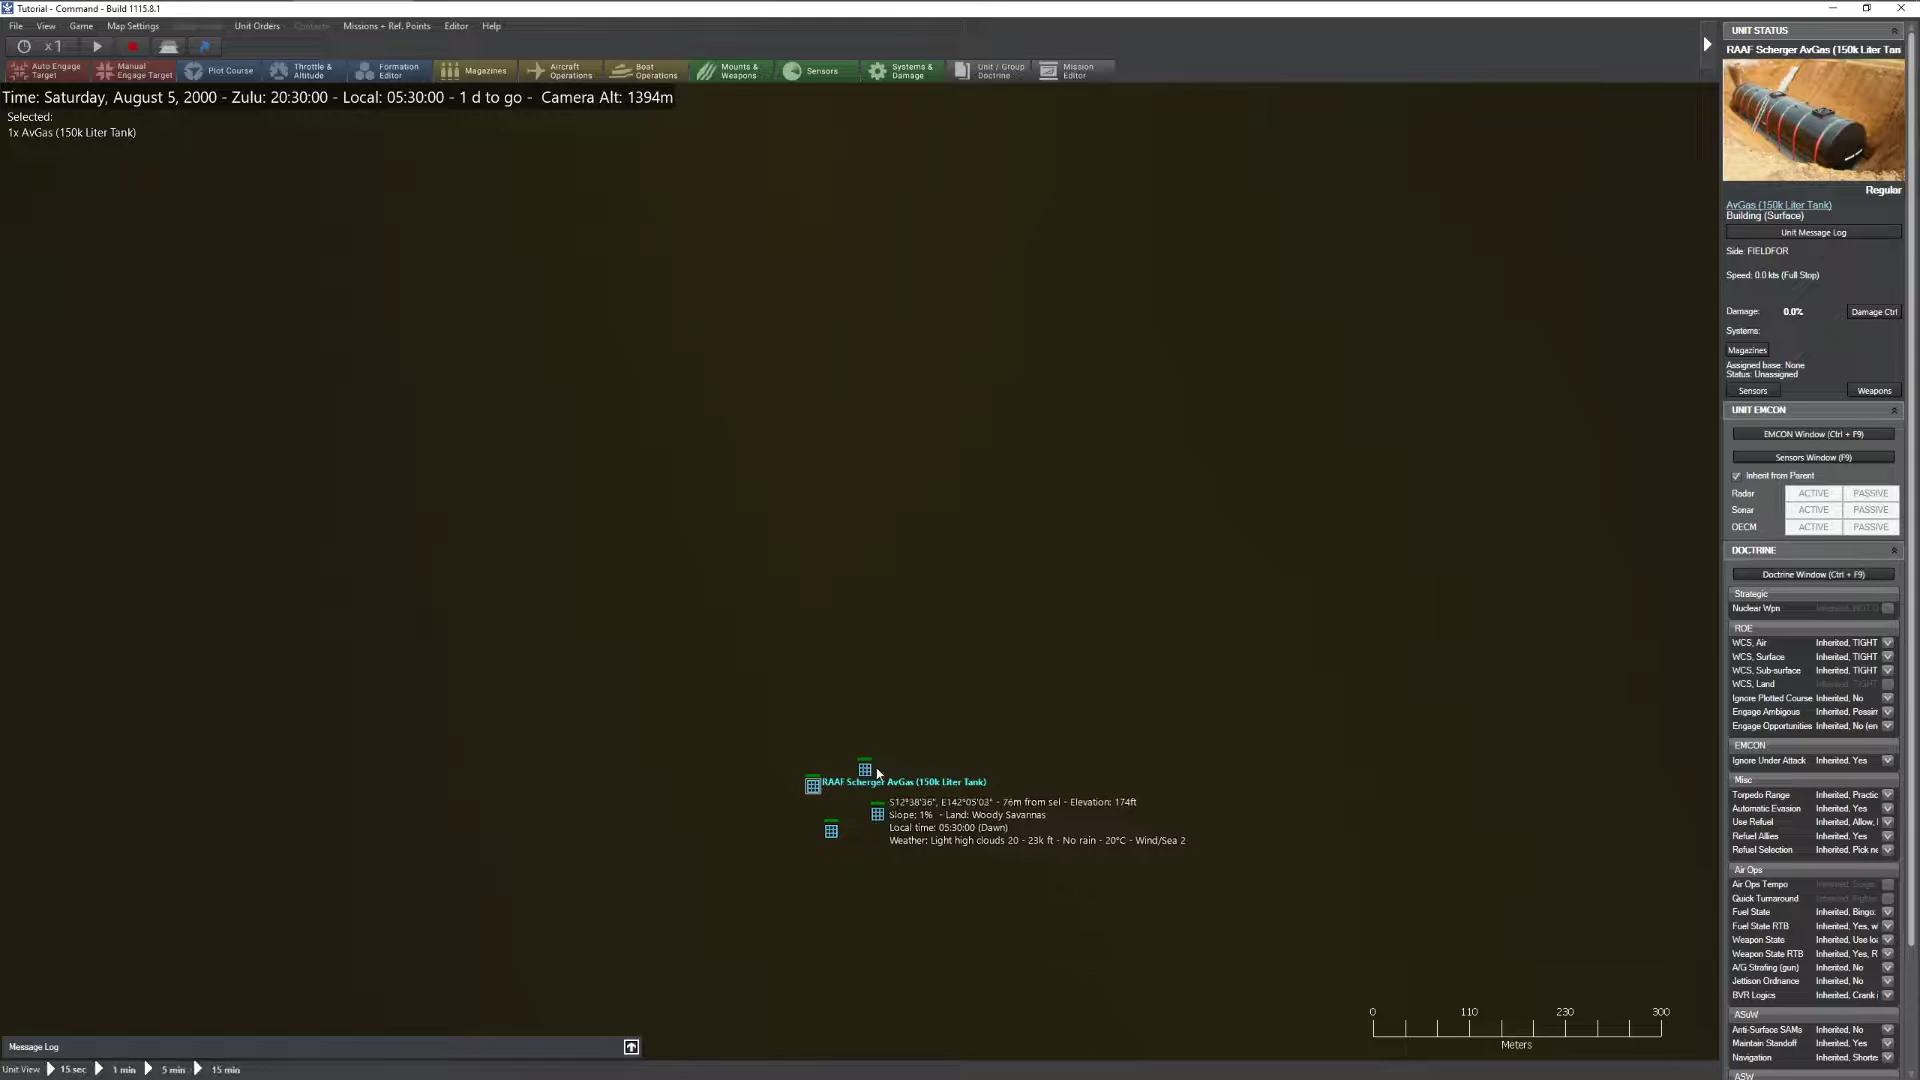 Tutorial - Command - Build 1115.8.1
File View Game Map Settings Unit Orders Contacts Missions + Ref. Points Editor Help
x1
Auto Engage Target
Manual Engage Target
Plot Course
Throttle & Altitude
Formation Editor
Magazines
Aircraft Operations
Boat Operations
Mounts & Weapons
Sensors
Systems & Damage
Unit / Group Doctrine
Mission Editor
Time: Saturday, August 5, 2000 - Zulu: 20:30:00 - Local: 05:30:00 - 1 d to go - Camera Alt: 1394m
Selected:
1x AvGas (150k Liter Tank)
RAAF Scherger AvGas (150k Liter Tank)
S12°38'36", E142°05'03" - 76m from sel - Elevation: 174ft
Slope: 1% - Land: Woody Savannas
Local time: 05:30:00 (Dawn)
Weather: Light high clouds 20 - 23k ft - No rain - 20°C - Wind/Sea 2
0 110 230 300
Meters
Message Log
Unit View 15 sec 1 min 5 min 15 min
UNIT STATUS
RAAF Scherger AvGas (150k Liter Tan
Regular
AvGas (150k Liter Tank)
Building (Surface)
Unit Message Log
Side: FIELDFOR
Speed: 0.0 kts (Full Stop)
Damage: 0.0% Damage Ctrl
Systems:
Magazines
Assigned base: None
Status: Unassigned
Sensors Weapons
UNIT EMCON
EMCON Window (Ctrl + F9)
Sensors Window (F9)
Inherit from Parent
Radar ACTIVE PASSIVE
Sonar ACTIVE PASSIVE
OECM ACTIVE PASSIVE
DOCTRINE
Doctrine Window (Ctrl + F9)
Strategic
Nuclear Wpn
ROE
WCS, Air Inherited, TIGHT
WCS, Surface Inherited, TIGHT
WCS, Sub-surface Inherited, TIGHT
WCS, Land Inherited, TIGHT
Ignore Plotted Course Inherited, No
Engage Ambiguous Inherited, Pessim
Engage Opportunities Inherited, No (en
EMCON
Ignore Under Attack Inherited, Yes
Misc
Torpedo Range Inherited, Practic
Automatic Evasion Inherited, Yes
Use Refuel Inherited, Allow,
Refuel Allies Inherited, Yes
Refuel Selection Inherited, Pick ne
Air Ops
Air Ops Tempo
Quick Turnaround
Fuel State Inherited, Bingo:
Fuel State RTB Inherited, Yes, w
Weapon State Inherited, Use loa
Weapon State RTB Inherited, Yes, R
A/G Strafing (gun) Inherited, No
Jettison Ordnance Inherited, No
BVR Logics Inherited, Crank i
ASuW
Anti-Surface SAMs Inherited, No
Maintain Standoff Inherited, Yes
Navigation Inherited, Shorte
ASW